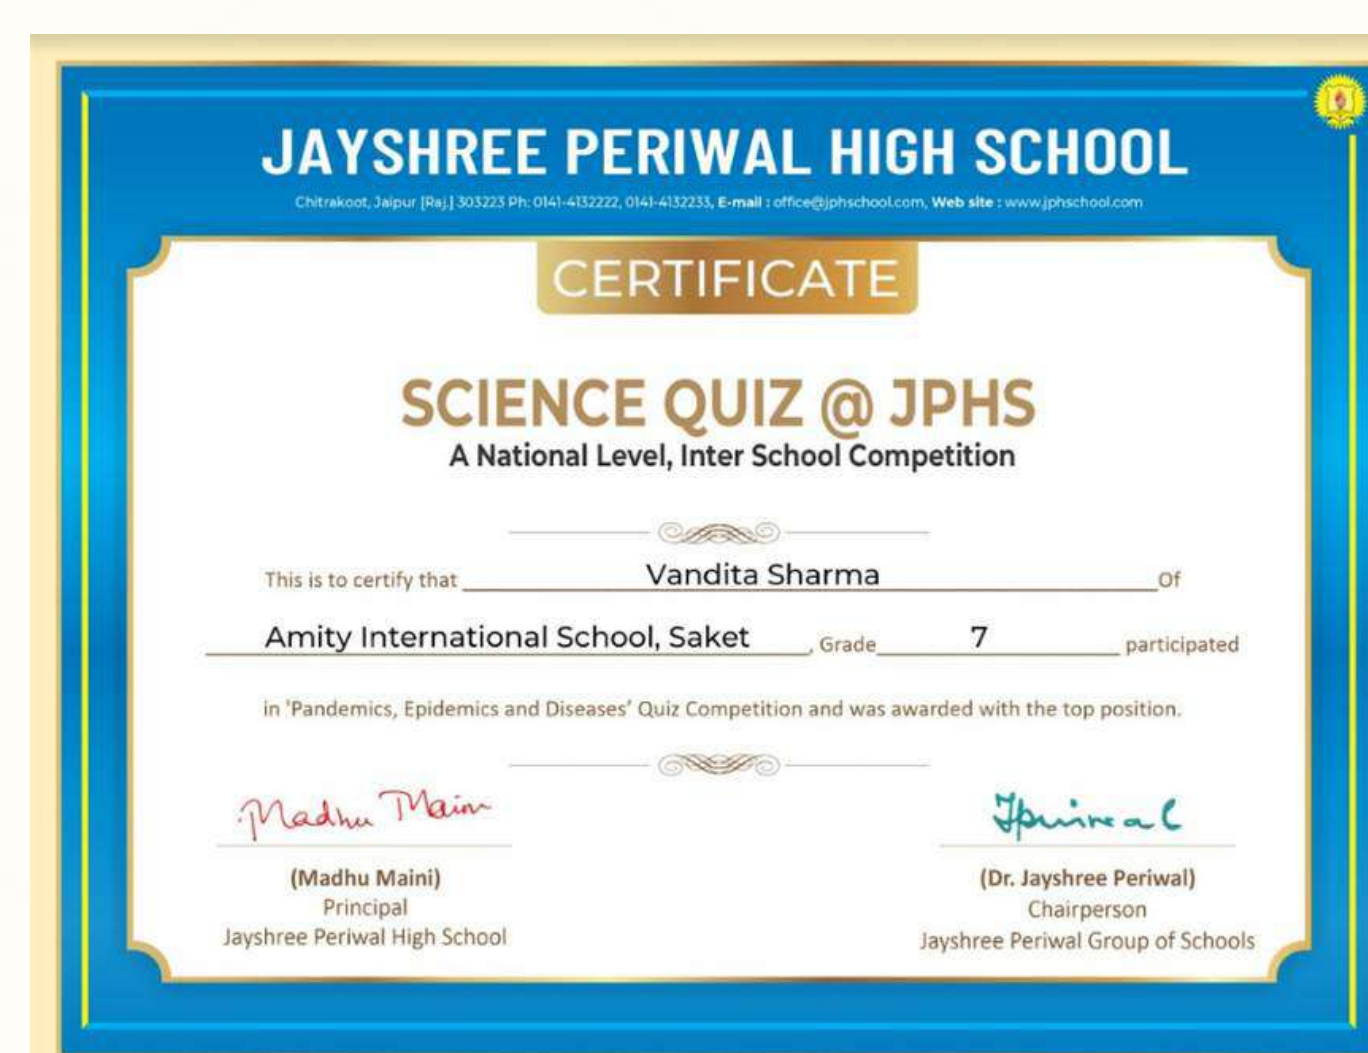 JAYSHREE PERIWAL HIGH SCHOOL
Chitrakoot, Jaipur [Raj.] 303223 Ph: 0141-4132222, 0141-4132233, E-mail : office@jphschool.com, Web site : www.jphschool.com
CERTIFICATE
SCIENCE QUIZ @ JPHS
A National Level, Inter School Competition
This is to certify that Vandita Sharma Of
Amity International School, Saket , Grade 7 participated
in 'Pandemics, Epidemics and Diseases’ Quiz Competition and was awarded with the top position.
Madhu Maini
(Madhu Maini)
Principal
Jayshree Periwal High School
JPeriwal
(Dr. Jayshree Periwal)
Chairperson
Jayshree Periwal Group of Schools